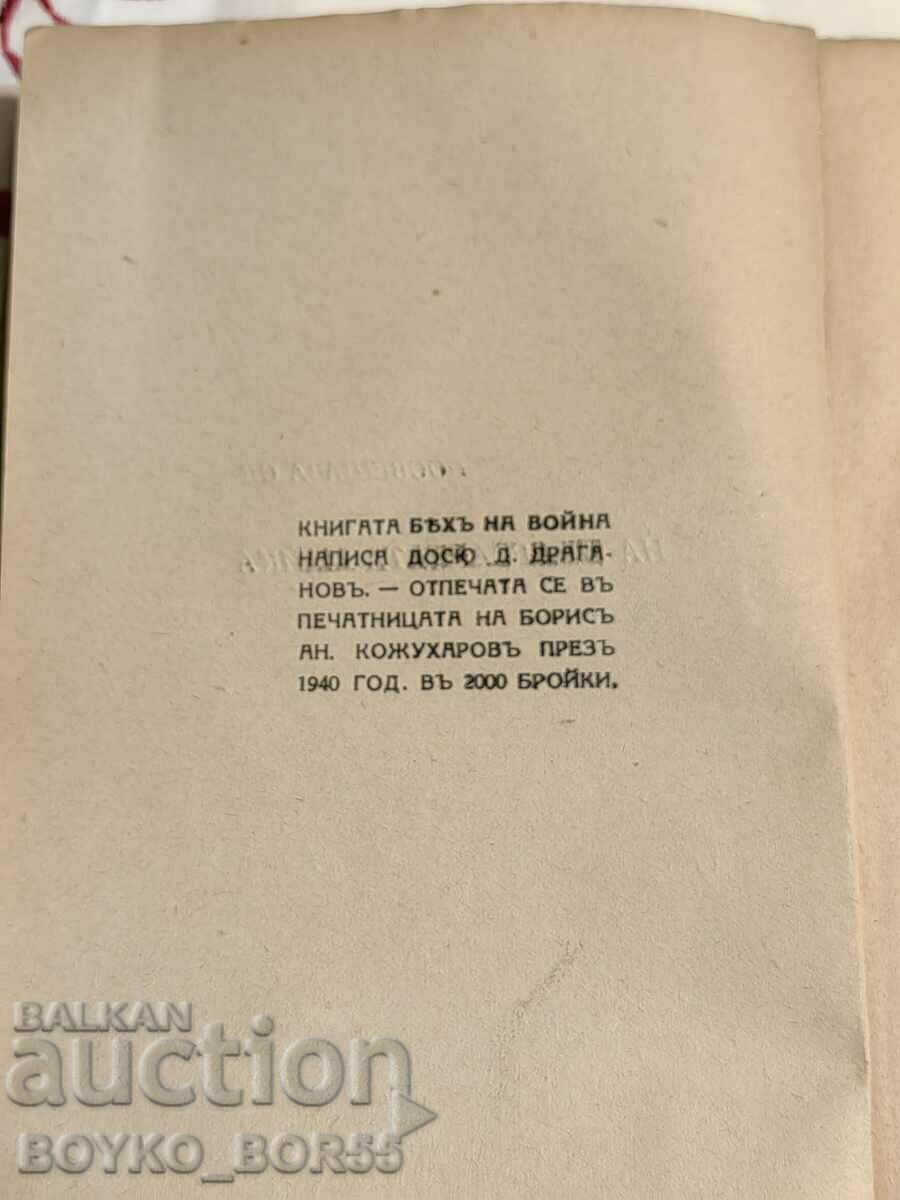 КНИГАТА БѢХЪ НА ВОЙНА
НАПИСА ДОСЮ Д. ДРАГА-
НОВЪ. — ОТПЕЧАТА СЕ ВЪ
ПЕЧАТНИЦАТА НА БОРИСЪ
АН. КОЖУХАРОВЪ ПРЕЗЪ
1940 ГОД. ВЪ 2000 БРОЙКИ.
BALKAN
auction
BOYKO_BOR55